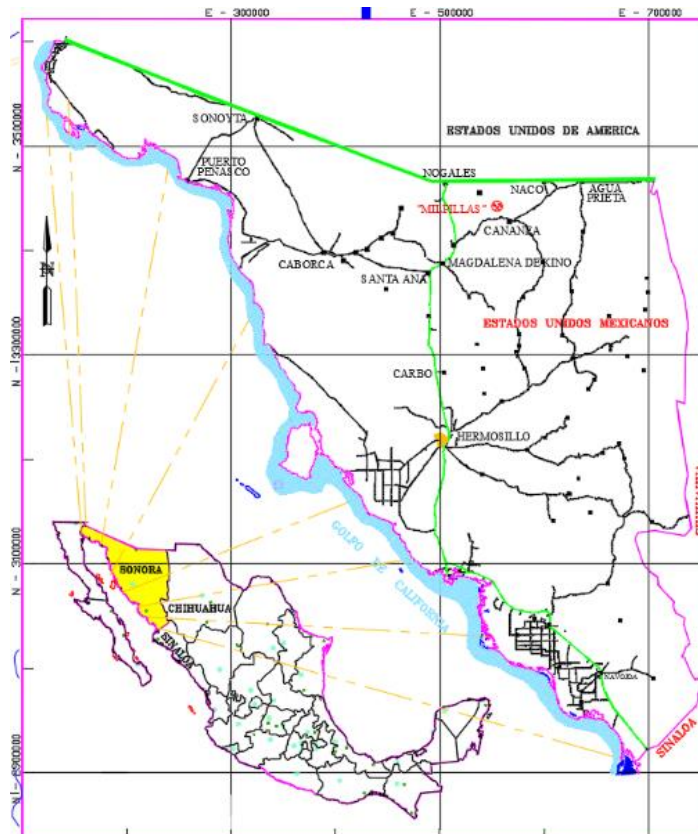 E - 300000
E - 500000
E - 700000
N - 3500000
SONOYTA
ESTADOS UNIDOS DE AMERICA
PUERTO
PEÑASCO
NOGALES
NACO
AGUA
PRIETA
"MILPILLAS"
CANANEA
N
CABORCA
MAGDALENA DE KINO
SANTA ANA
ESTADOS UNIDOS MEXICANOS
N - 3300000
CARBO
HERMOSILLO
GOLFO DE CALIFORNIA
N - 3100000
SONORA
CHIHUAHUA
SINALOA
NAVOJOA
SINALOA